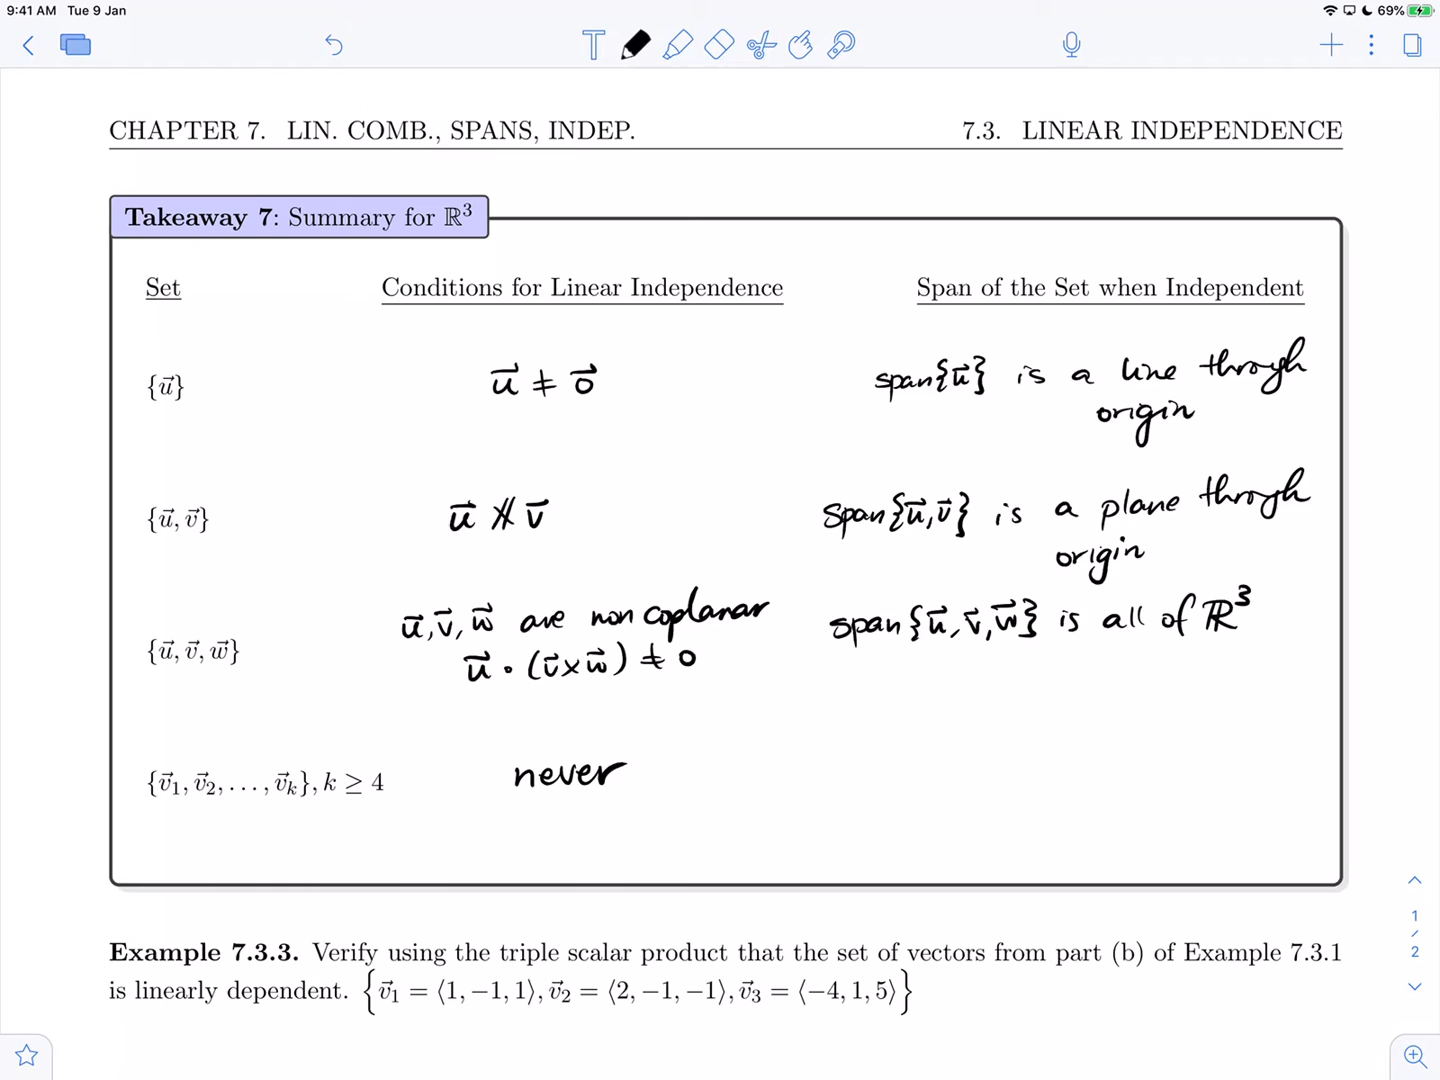 9:41 AM Tue 9 Jan 69%
CHAPTER 7. LIN. COMB., SPANS, INDEP. 7.3. LINEAR INDEPENDENCE
Takeaway 7: Summary for ℝ³
Set Conditions for Linear Independence Span of the Set when Independent
{u⃗} u⃗ ≠ o⃗ span{u⃗} is a line through
origin
{u⃗, v⃗} u⃗ ∦ v⃗ span{u⃗, v⃗} is a plane through
origin
u⃗, v⃗, w⃗ are non coplanar span{u⃗, v⃗, w⃗} is all of ℝ³
{u⃗, v⃗, w⃗} u⃗ • (v⃗ × w⃗) ≠ 0
{v⃗₁, v⃗₂, . . . , v⃗ₖ}, k ≥ 4 never
1
/
2
Example 7.3.3. Verify using the triple scalar product that the set of vectors from part (b) of Example 7.3.1
is linearly dependent. {v⃗₁ = ⟨1, −1, 1⟩, v⃗₂ = ⟨2, −1, −1⟩, v⃗₃ = ⟨−4, 1, 5⟩}